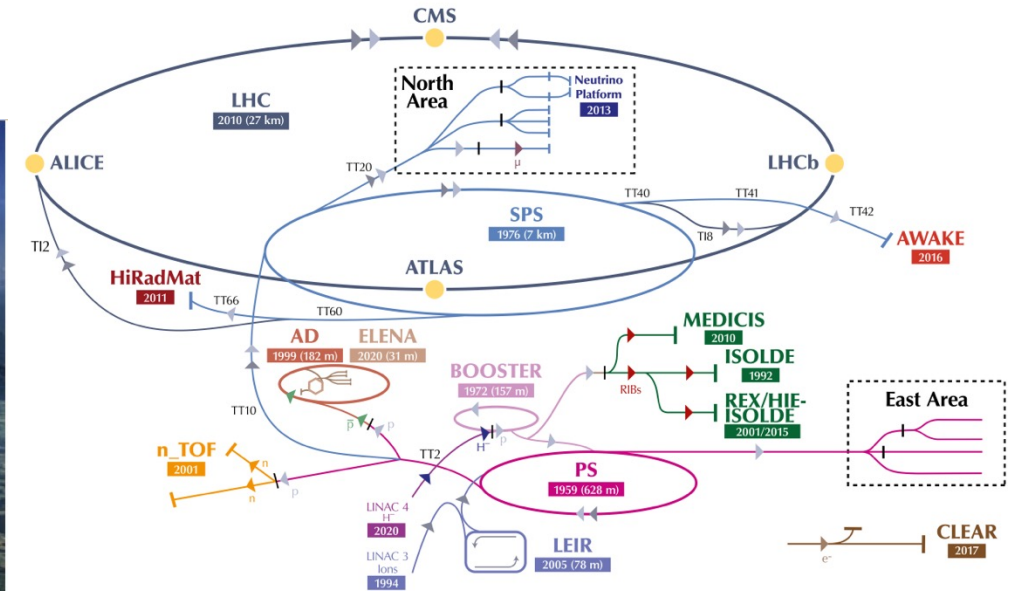 CMS
North
Area
Neutrino
Platform
2013
LHC
2010 (27 km)
ALICE
LHCb
TT20
μ
TT40
TT41
TT42
SPS
1976 (7 km)
TI8
TI2
AWAKE
2016
ATLAS
HiRadMat
2011
TT66
TT60
AD
1999 (182 m)
ELENA
2020 (31 m)
MEDICIS
2010
BOOSTER
1972 (157 m)
ISOLDE
1992
RIBs
REX/HIE-
ISOLDE
2001/2015
East Area
TT10
p̅
p
TT2
H⁻
p
n_TOF
2001
n
n
p
PS
1959 (628 m)
LINAC 4
H⁻
2020
LINAC 3
Ions
1994
LEIR
2005 (78 m)
CLEAR
2017
e⁻